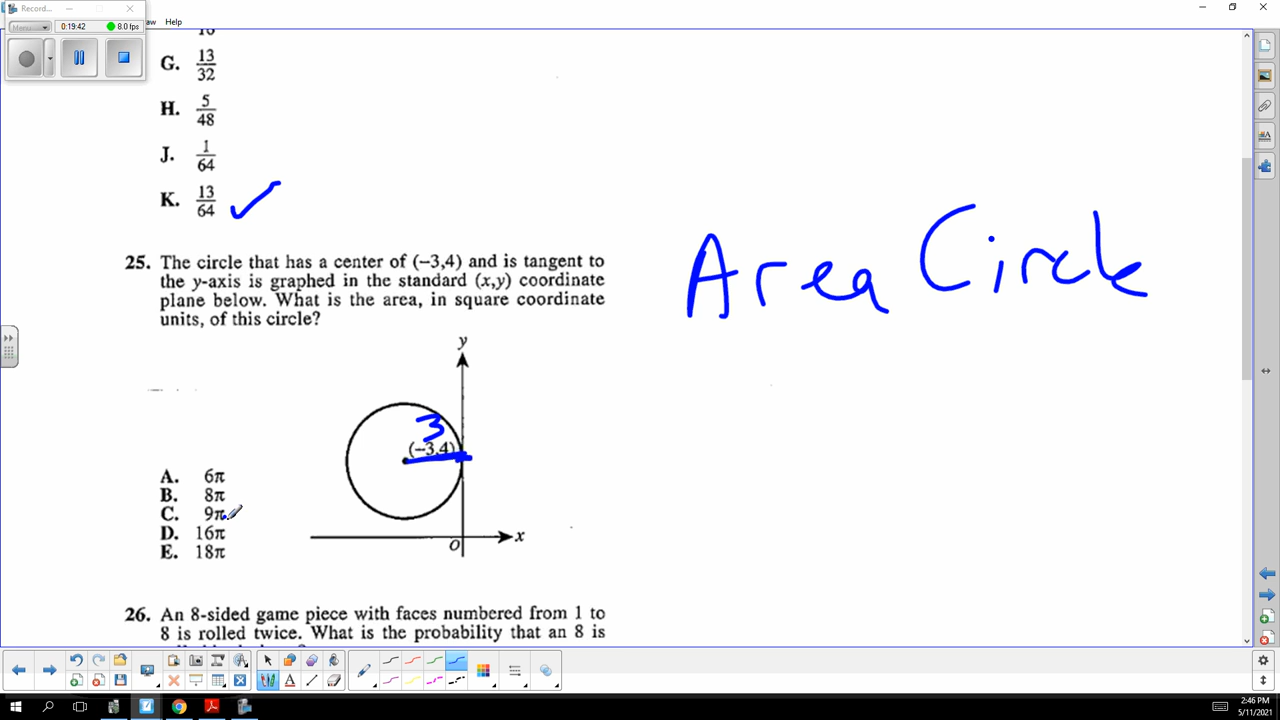 Record...
Menu
0:19:42
8.0 fps
aw Help
G. 13/32
H. 5/48
J. 1/64
K. 13/64
25. The circle that has a center of (−3,4) and is tangent to
the y-axis is graphed in the standard (x,y) coordinate
plane below. What is the area, in square coordinate
units, of this circle?
Area Circle
y
3
(−3,4)
x
O
A. 6π
B. 8π
C. 9π
D. 16π
E. 18π
26. An 8-sided game piece with faces numbered from 1 to
8 is rolled twice. What is the probability that an 8 is
2:46 PM
5/11/2021